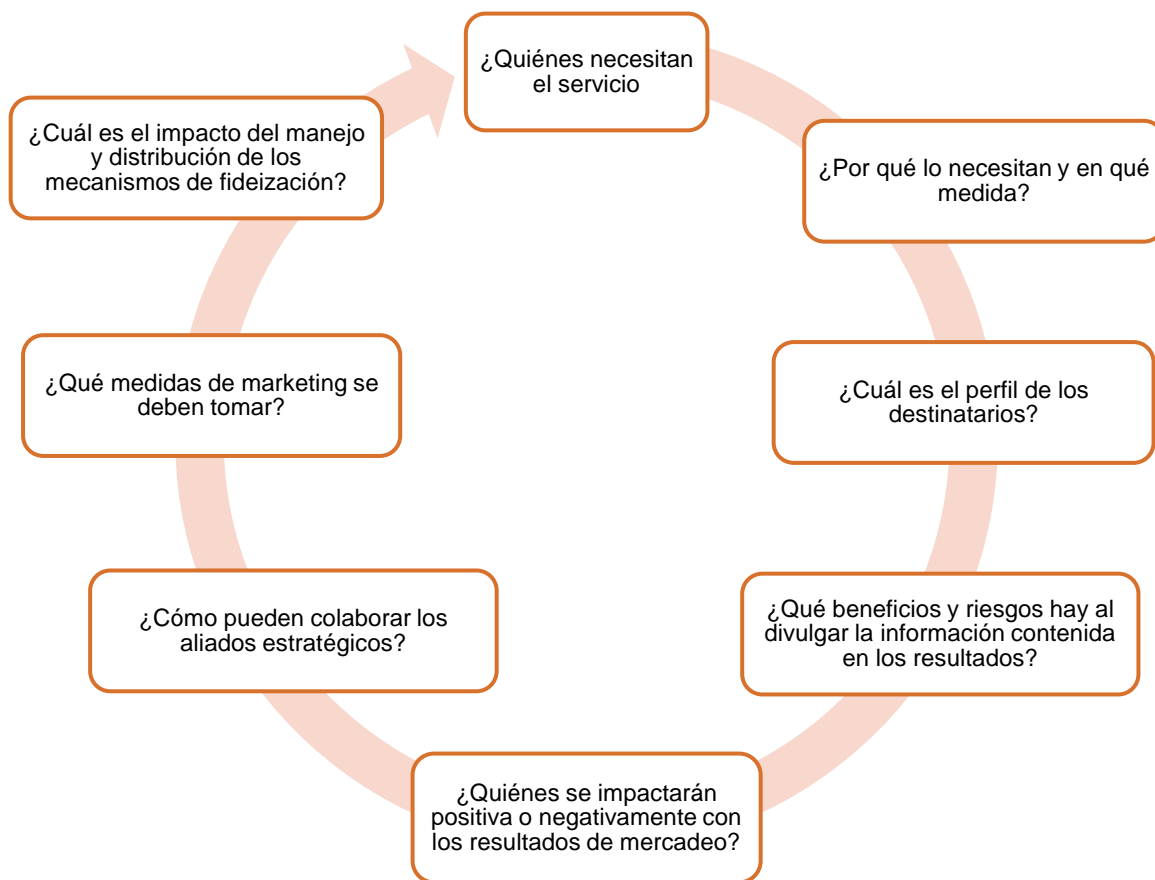 ¿Quiénes necesitan
el servicio
¿Por qué lo necesitan y en qué
medida?
¿Cuál es el perfil de los
destinatarios?
¿Qué beneficios y riesgos hay al
divulgar la información contenida
en los resultados?
¿Quiénes se impactarán
positiva o negativamente con
los resultados de mercadeo?
¿Cómo pueden colaborar los
aliados estratégicos?
¿Qué medidas de marketing se
deben tomar?
¿Cuál es el impacto del manejo
y distribución de los
mecanismos de fideización?